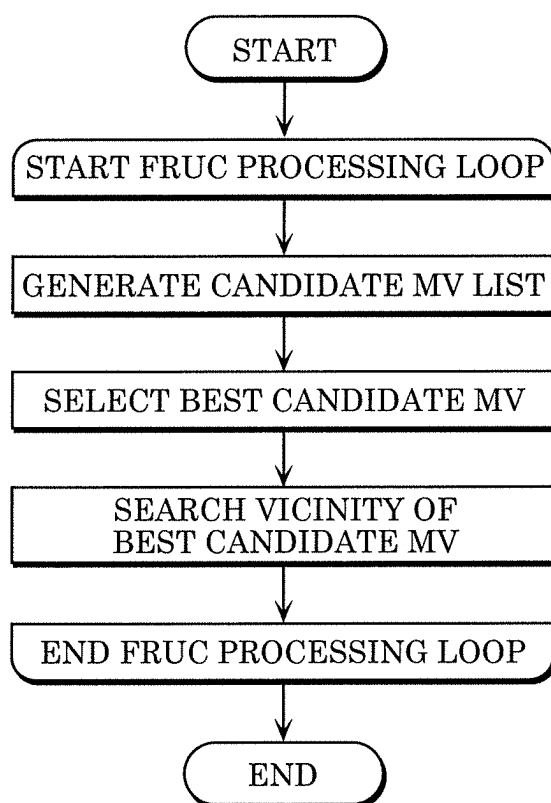 START
START FRUC PROCESSING LOOP
GENERATE CANDIDATE MV LIST
SELECT BEST CANDIDATE MV
SEARCH VICINITY OF
BEST CANDIDATE MV
END FRUC PROCESSING LOOP
END